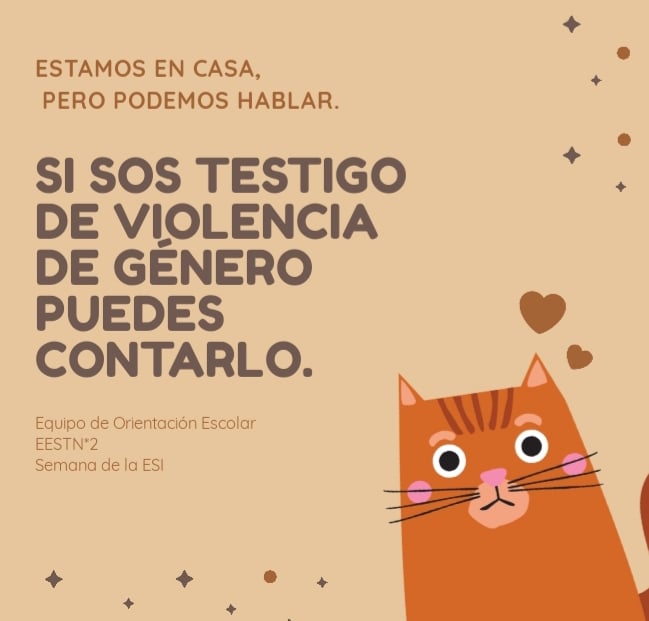 ESTAMOS EN CASA,
PERO PODEMOS HABLAR.
SI SOS TESTIGO
DE VIOLENCIA
DE GÉNERO
PUEDES
CONTARLO.
Equipo de Orientación Escolar
EESTN*2
Semana de la ESI